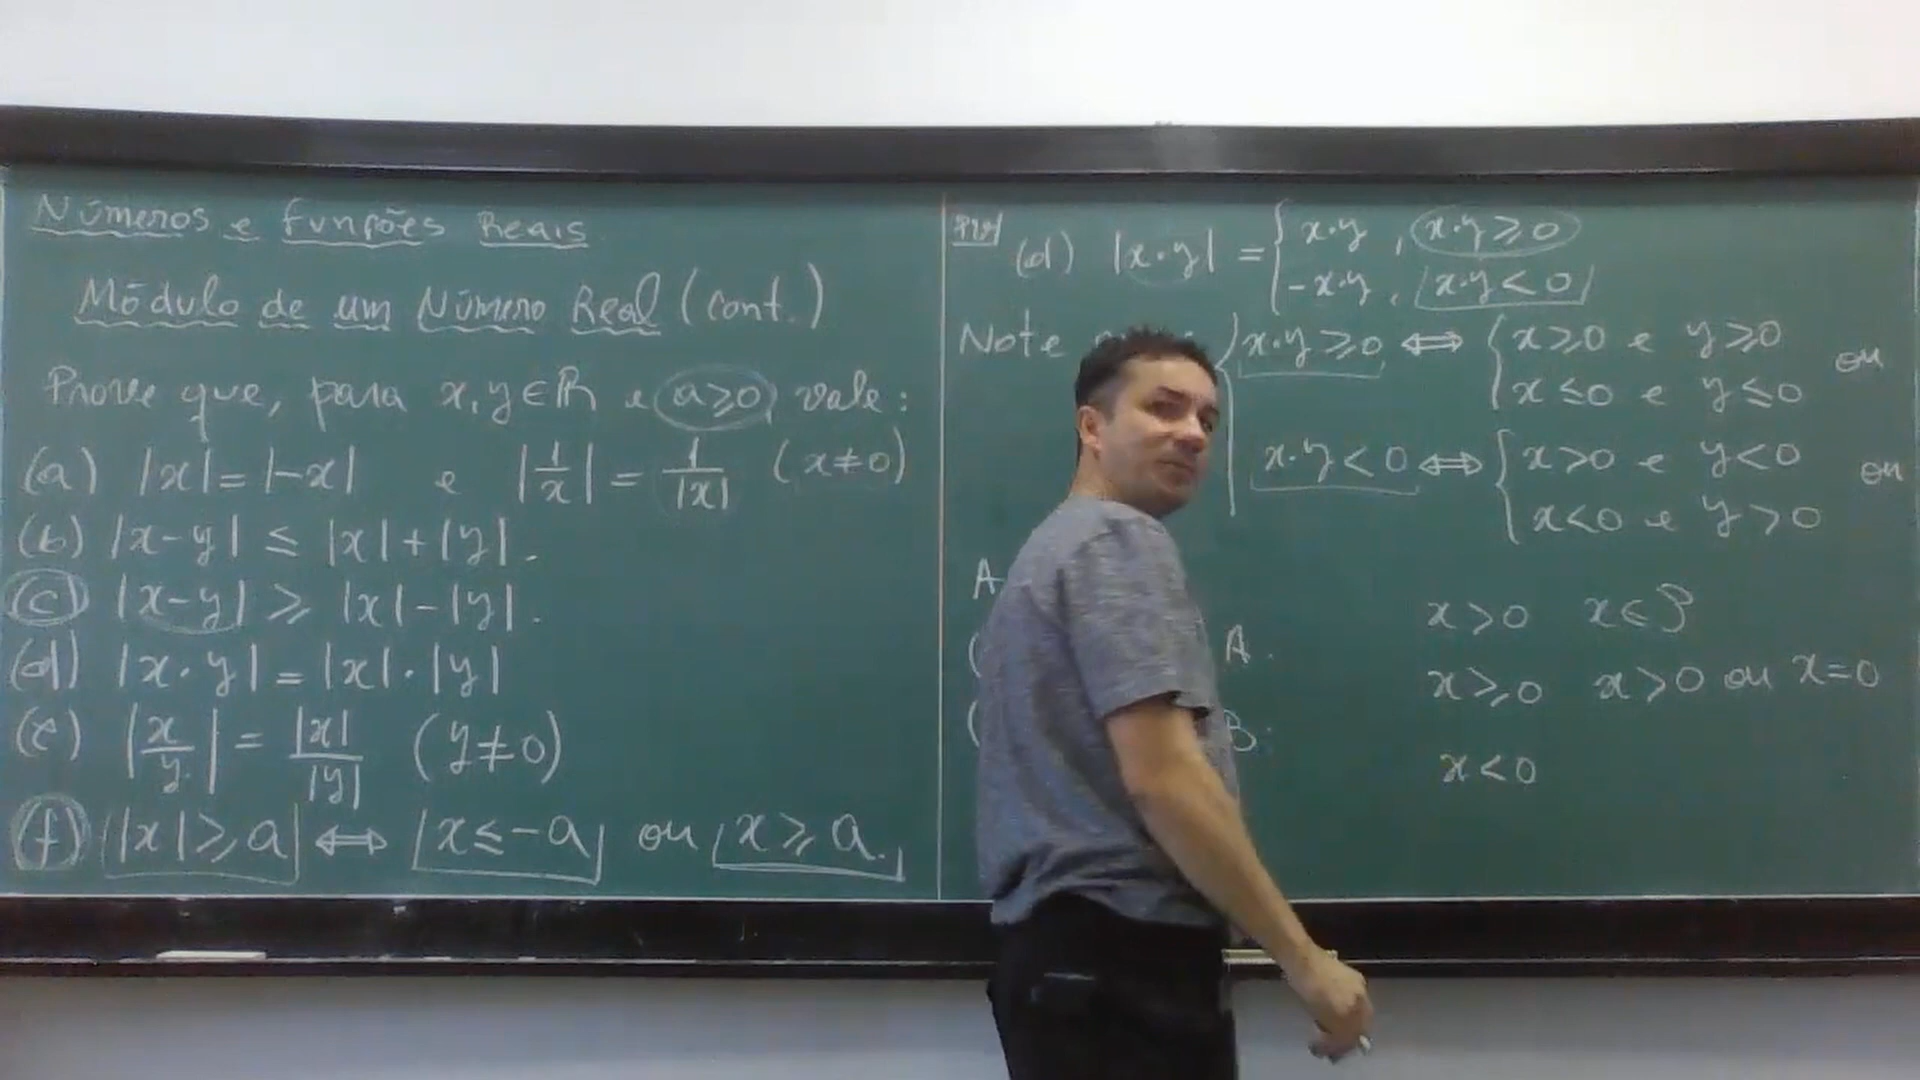 Números e Funções Reais
Módulo de um Número Real (cont.)
Prove que, para x, y ∈ ℝ e a ≥ 0, vale:
(a) |x| = |-x| e |1/x| = 1/|x| (x ≠ 0)
(b) |x-y| ≤ |x| + |y|.
(c) |x-y| ≥ |x| - |y|.
(d) |x·y| = |x|·|y|
(e) |x/y| = |x|/|y| (y ≠ 0)
(f) |x| ≥ a ⇔ x ≤ -a ou x ≥ a.
(d) |x·y| = { x·y, x·y ≥ 0
-x·y, x·y < 0
Note
{ x·y ≥ 0 ⇔ { x ≥ 0 e y ≥ 0 ou
x ≤ 0 e y ≤ 0
x·y < 0 ⇔ { x > 0 e y < 0 ou
x < 0 e y > 0
A
x > 0
( A.
x ≥ 0 x > 0 ou x = 0
( B.
x < 0